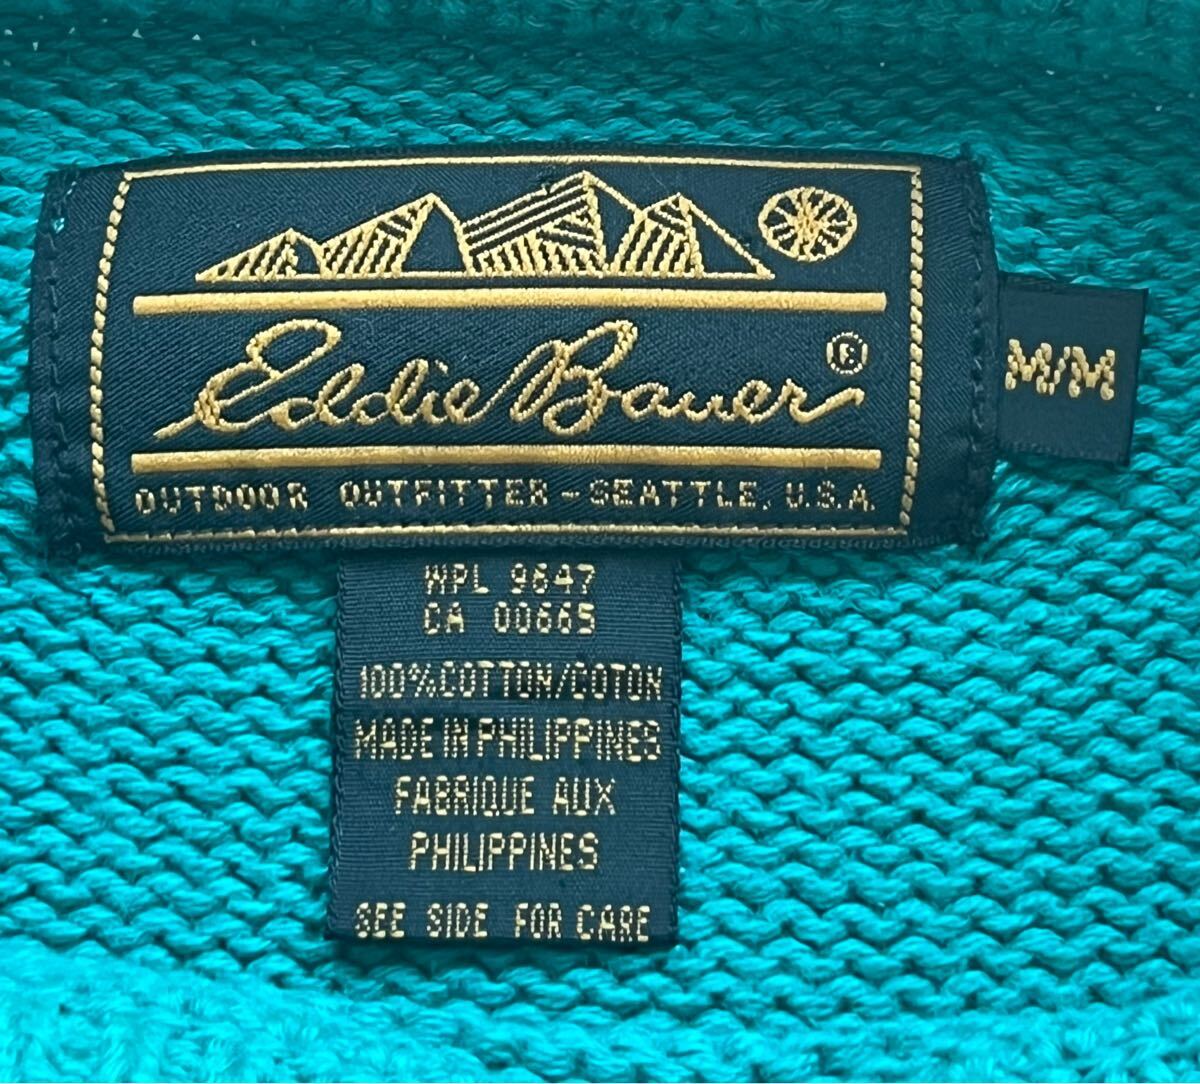 Eddie Bauer ®
OUTDOOR OUTFITTER - SEATTLE, U.S.A.
M/M
WPL 9647
CA 00665
100%COTTON/COTON
MADE IN PHILIPPINES
FABRIQUE AUX
PHILIPPINES
SEE SIDE FOR CARE